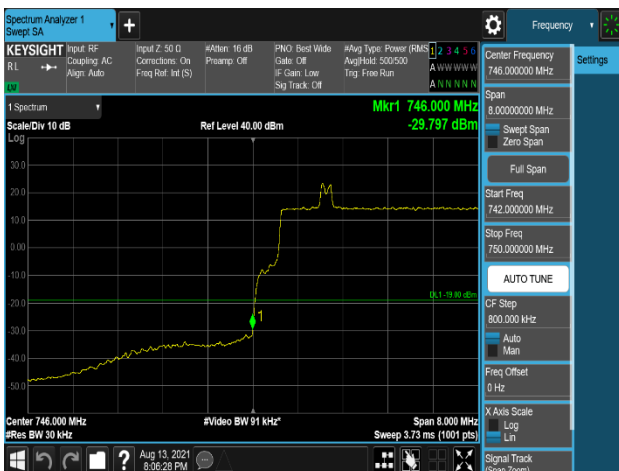 Spectrum Analyzer 1
Swept SA
+
Frequency
KEYSIGHT
RL
LW
Input: RF
Coupling: AC
Align: Auto
Input Z: 50 Ω
Corrections: On
Freq Ref: Int (S)
#Atten: 16 dB
Preamp: Off
PNO: Best Wide
Gate: Off
IF Gain: Low
Sig Track: Off
#Avg Type: Power (RMS
Avg|Hold: 500/500
Trig: Free Run
1 2 3 4 5 6
A W W W W W
A N N N N N
1 Spectrum
Scale/Div 10 dB
Log
Ref Level 40.00 dBm
Mkr1 746.000 MHz
-29.797 dBm
30.0
20.0
10.0
0.00
-10.0
-20.0
-30.0
-40.0
-50.0
DL1 -19.00 dBm
1
Center 746.000 MHz
#Res BW 30 kHz
#Video BW 91 kHz*
Span 8.000 MHz
Sweep 3.73 ms (1001 pts)
Aug 13, 2021
8:06:28 PM
Settings
Center Frequency
746.000000 MHz
Span
8.00000000 MHz
Swept Span
Zero Span
Full Span
Start Freq
742.000000 MHz
Stop Freq
750.000000 MHz
AUTO TUNE
CF Step
800.000 kHz
Auto
Man
Freq Offset
0 Hz
X Axis Scale
Log
Lin
Signal Track
(Span Zoom)